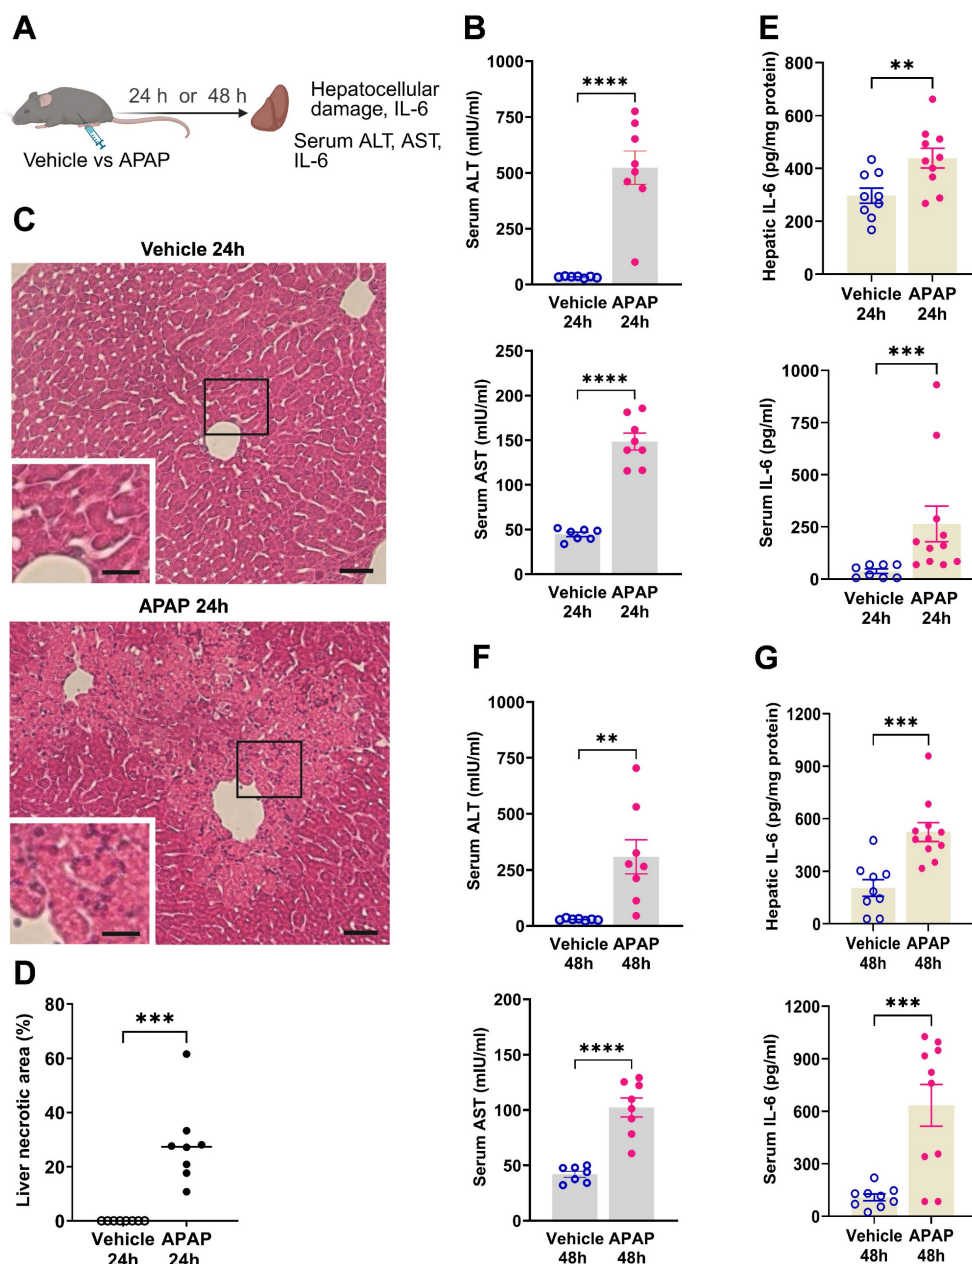 A
24 h or 48 h
Hepatocellular
damage, IL-6
Serum ALT, AST,
IL-6
Vehicle vs APAP
B
Serum ALT (mIU/ml)
1000
750
500
250
0
****
Vehicle APAP
24h 24h
Serum AST (mIU/ml)
250
200
150
100
50
0
****
Vehicle APAP
24h 24h
C
Vehicle 24h
APAP 24h
D
Liver necrotic area (%)
80
60
40
20
0
***
Vehicle APAP
24h 24h
E
Hepatic IL-6 (pg/mg protein)
800
600
400
200
0
**
Vehicle APAP
24h 24h
Serum IL-6 (pg/ml)
1000
750
500
250
0
***
Vehicle APAP
24h 24h
F
Serum ALT (mIU/ml)
1000
750
500
250
0
**
Vehicle APAP
48h 48h
Serum AST (mIU/ml)
200
150
100
50
0
****
Vehicle APAP
48h 48h
G
Hepatic IL-6 (pg/mg protein)
1200
900
600
300
0
***
Vehicle APAP
48h 48h
Serum IL-6 (pg/ml)
1200
900
600
300
0
***
Vehicle APAP
48h 48h